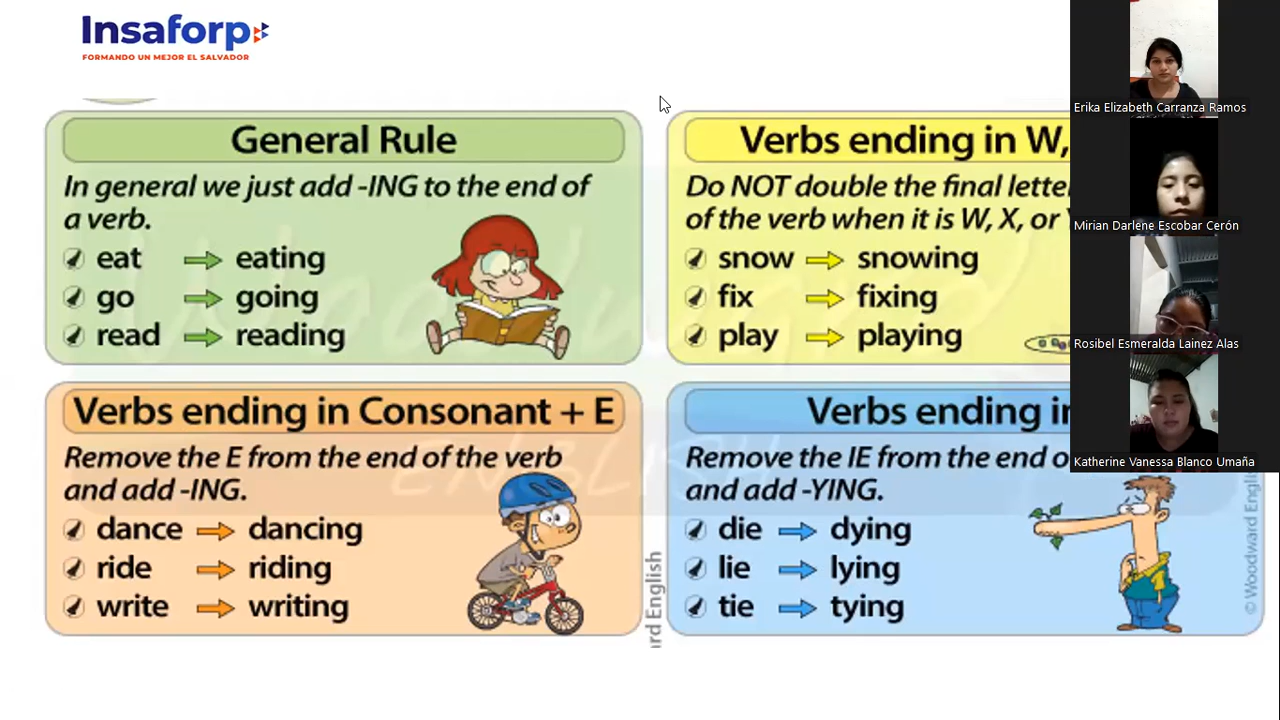 Insaforp
FORMANDO UN MEJOR EL SALVADOR
General Rule
In general we just add -ING to the end of
a verb.
eat eating
go going
read reading
Verbs ending in W,
Do NOT double the final
of the verb when it is W, X, or
snow snowing
fix fixing
play playing
Verbs ending in Consonant + E
Remove the E from the end of the verb
and add -ING.
dance dancing
ride riding
write writing
Verbs ending
Remove the IE from the end
and add -YING.
die dying
lie lying
tie tying
English
© Woodward
ENGLISH
Erika Elizabeth Carranza Ramos
Mirian Darlene Escobar Cerón
Rosibel Esmeralda Lainez Alas
Katherine Vanessa Blanco Umaña